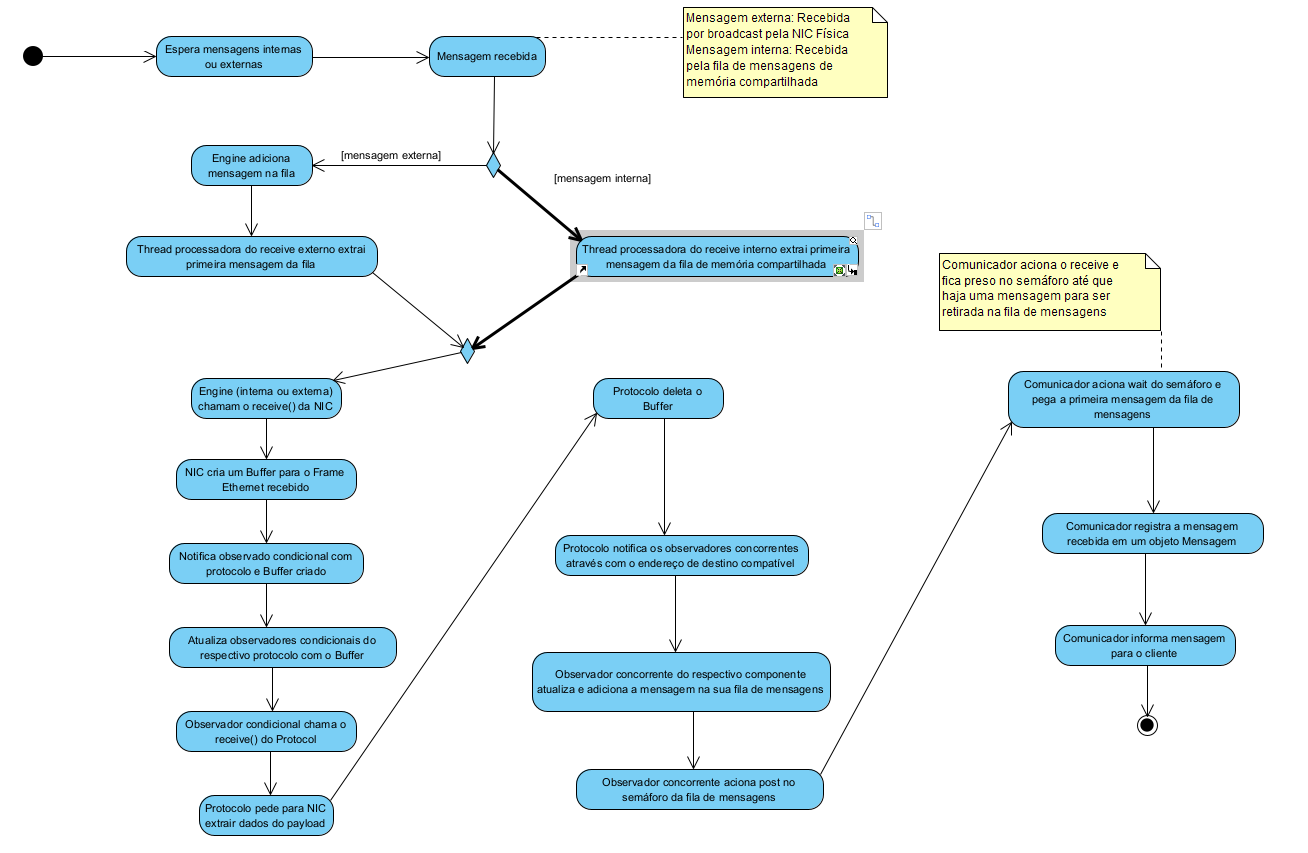 Espera mensagens internas
ou externas
Mensagem recebida
Mensagem externa: Recebida
por broadcast pela NIC Física
Mensagem interna: Recebida
pela fila de mensagens de
memória compartilhada
[mensagem externa]
[mensagem interna]
Engine adiciona
mensagem na fila
Thread processadora do receive externo extrai
primeira mensagem da fila
Thread processadora do receive interno extrai primeira
mensagem da fila de memória compartilhada
Engine (interna ou externa)
chamam o receive() da NIC
NIC cria um Buffer para o Frame
Ethernet recebido
Notifica observado condicional com
protocolo e Buffer criado
Atualiza observadores condicionais do
respectivo protocolo com o Buffer
Observador condicional chama o
receive() do Protocol
Protocolo pede para NIC
extrair dados do payload
Protocolo deleta o
Buffer
Protocolo notifica os observadores concorrentes
através com o endereço de destino compatível
Observador concorrente do respectivo componente
atualiza e adiciona a mensagem na sua fila de mensagens
Observador concorrente aciona post no
semáforo da fila de mensagens
Comunicador aciona o receive e
fica preso no semáforo até que
haja uma mensagem para ser
retirada na fila de mensagens
Comunicador aciona wait do semáforo e
pega a primeira mensagem da fila de
mensagens
Comunicador registra a mensagem
recebida em um objeto Mensagem
Comunicador informa mensagem
para o cliente